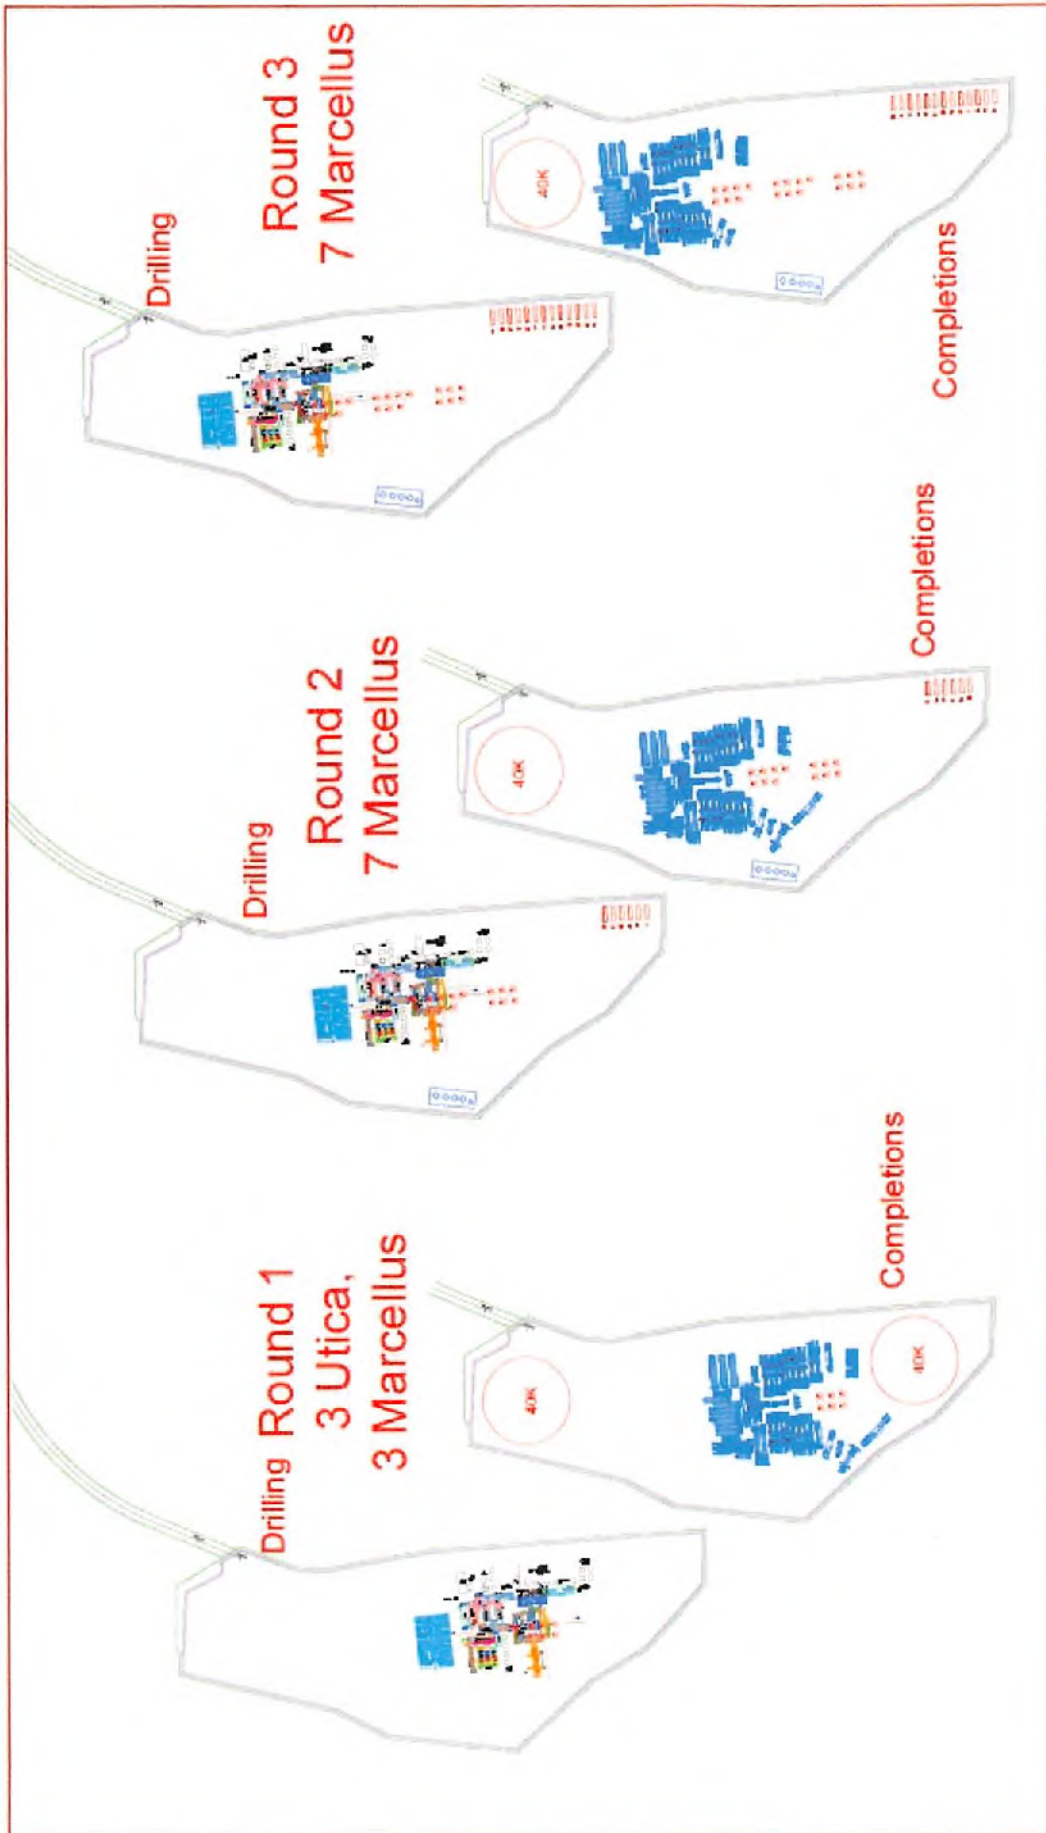 Drilling
Round 1
3 Utica,
3 Marcellus
40K
40K
Completions
Drilling
Round 2
7 Marcellus
40K
Completions
Drilling
Round 3
7 Marcellus
40K
Completions